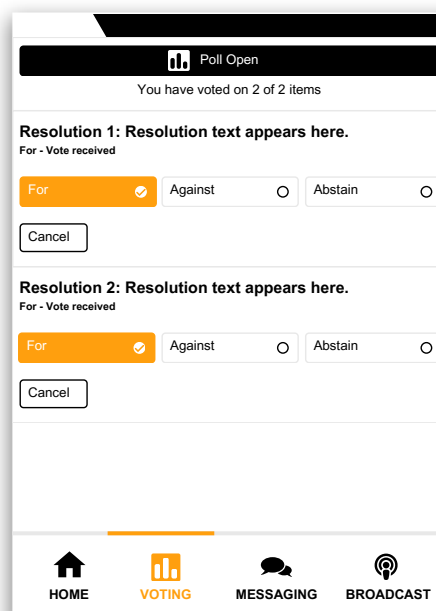 Poll Open
You have voted on 2 of 2 items
Resolution 1: Resolution text appears here.
For - Vote received
For Against Abstain
Cancel
Resolution 2: Resolution text appears here.
For - Vote received
For Against Abstain
Cancel
HOME VOTING MESSAGING BROADCAST